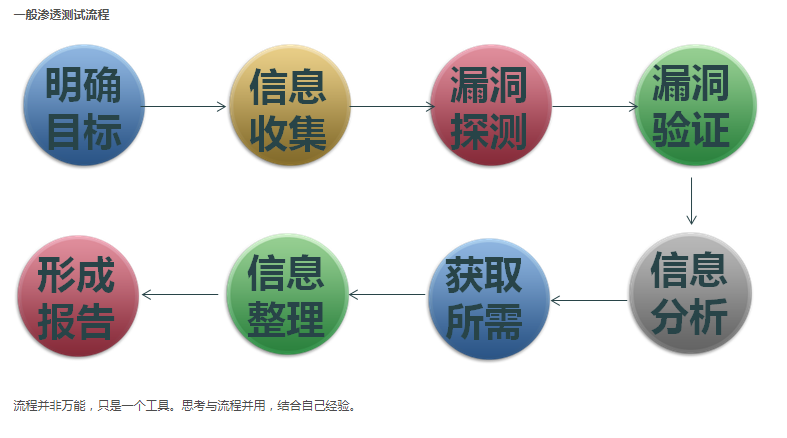 一般渗透测试流程
明确
目标
信息
收集
漏洞
探测
漏洞
验证
信息
分析
获取
所需
信息
整理
形成
报告
流程并非万能，只是一个工具。思考与流程并用，结合自己经验。